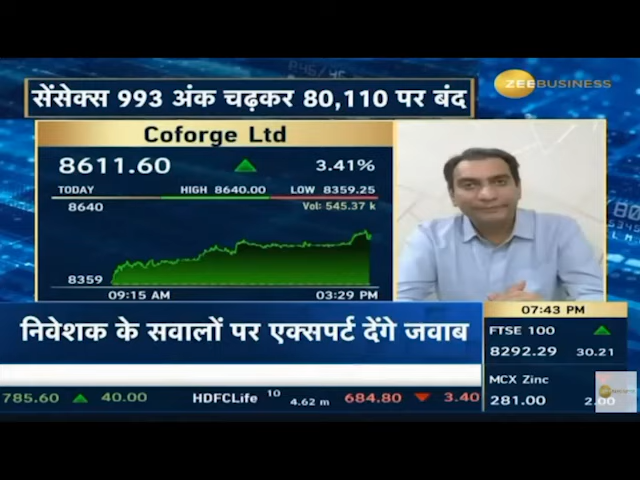 ZEEBUSINESS
सेंसेक्स 993 अंक चढ़कर 80,110 पर बंद
Coforge Ltd
8611.60 3.41%
TODAY HIGH 8640.00 LOW 8359.25
8640 Vol: 545.37 k
8359
09:15 AM 03:29 PM
निवेशक के सवालों पर एक्सपर्ट देंगे जवाब
07:43 PM
FTSE 100
8292.29 30.21
MCX Zinc
281.00 2.00
785.60 40.00 HDFCLife 10 4.62 m 684.80 3.40